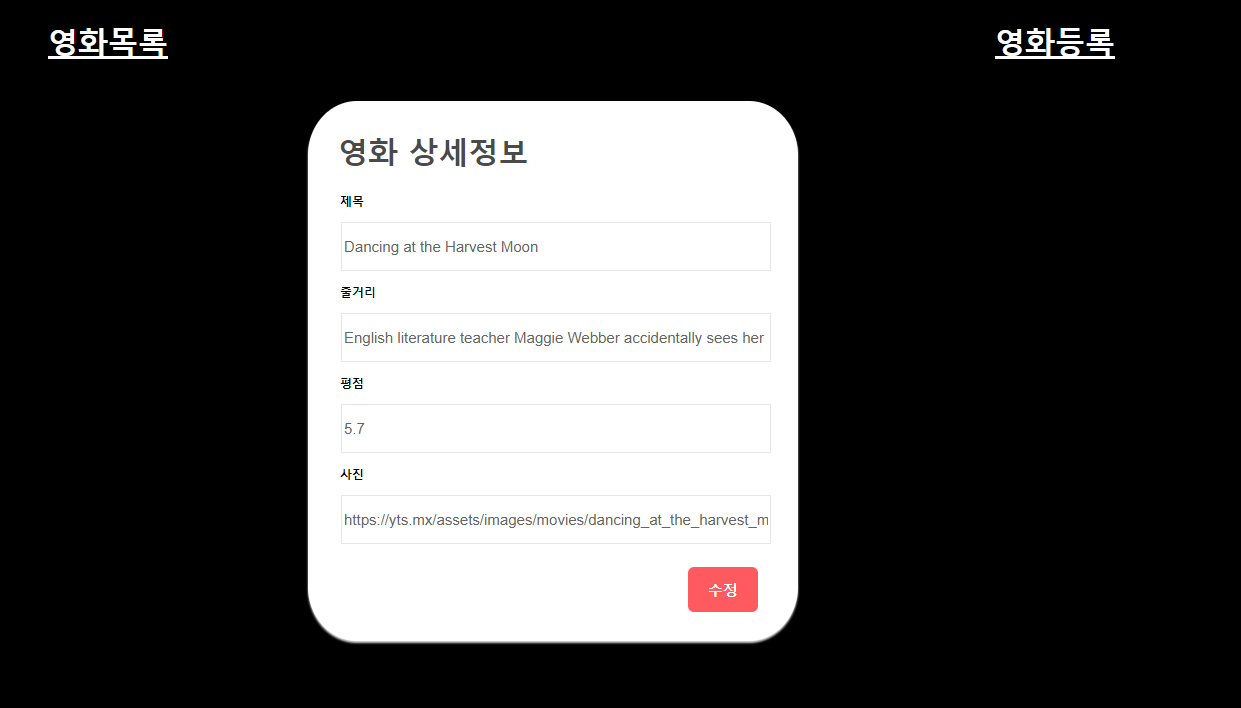 영화목록
영화등록
영화 상세정보
제목
Dancing at the Harvest Moon
줄거리
English literature teacher Maggie Webber accidentally sees her
평점
5.7
사진
https://yts.mx/assets/images/movies/dancing_at_the_harvest_m
수정